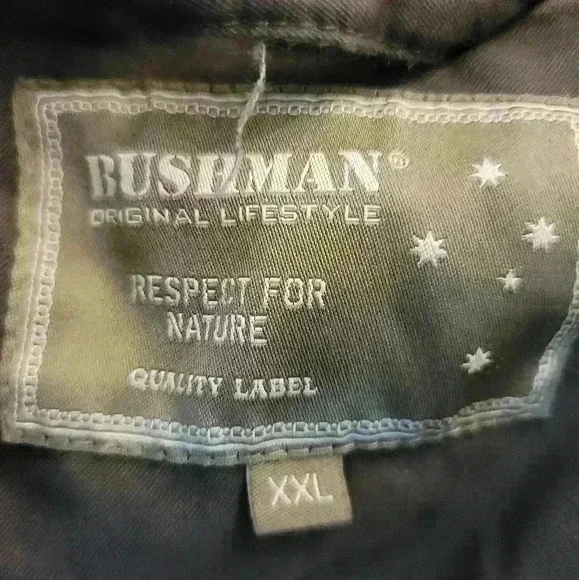 BUSHMAN®
ORIGINAL LIFESTYLE
RESPECT FOR
NATURE
QUALITY LABEL
XXL